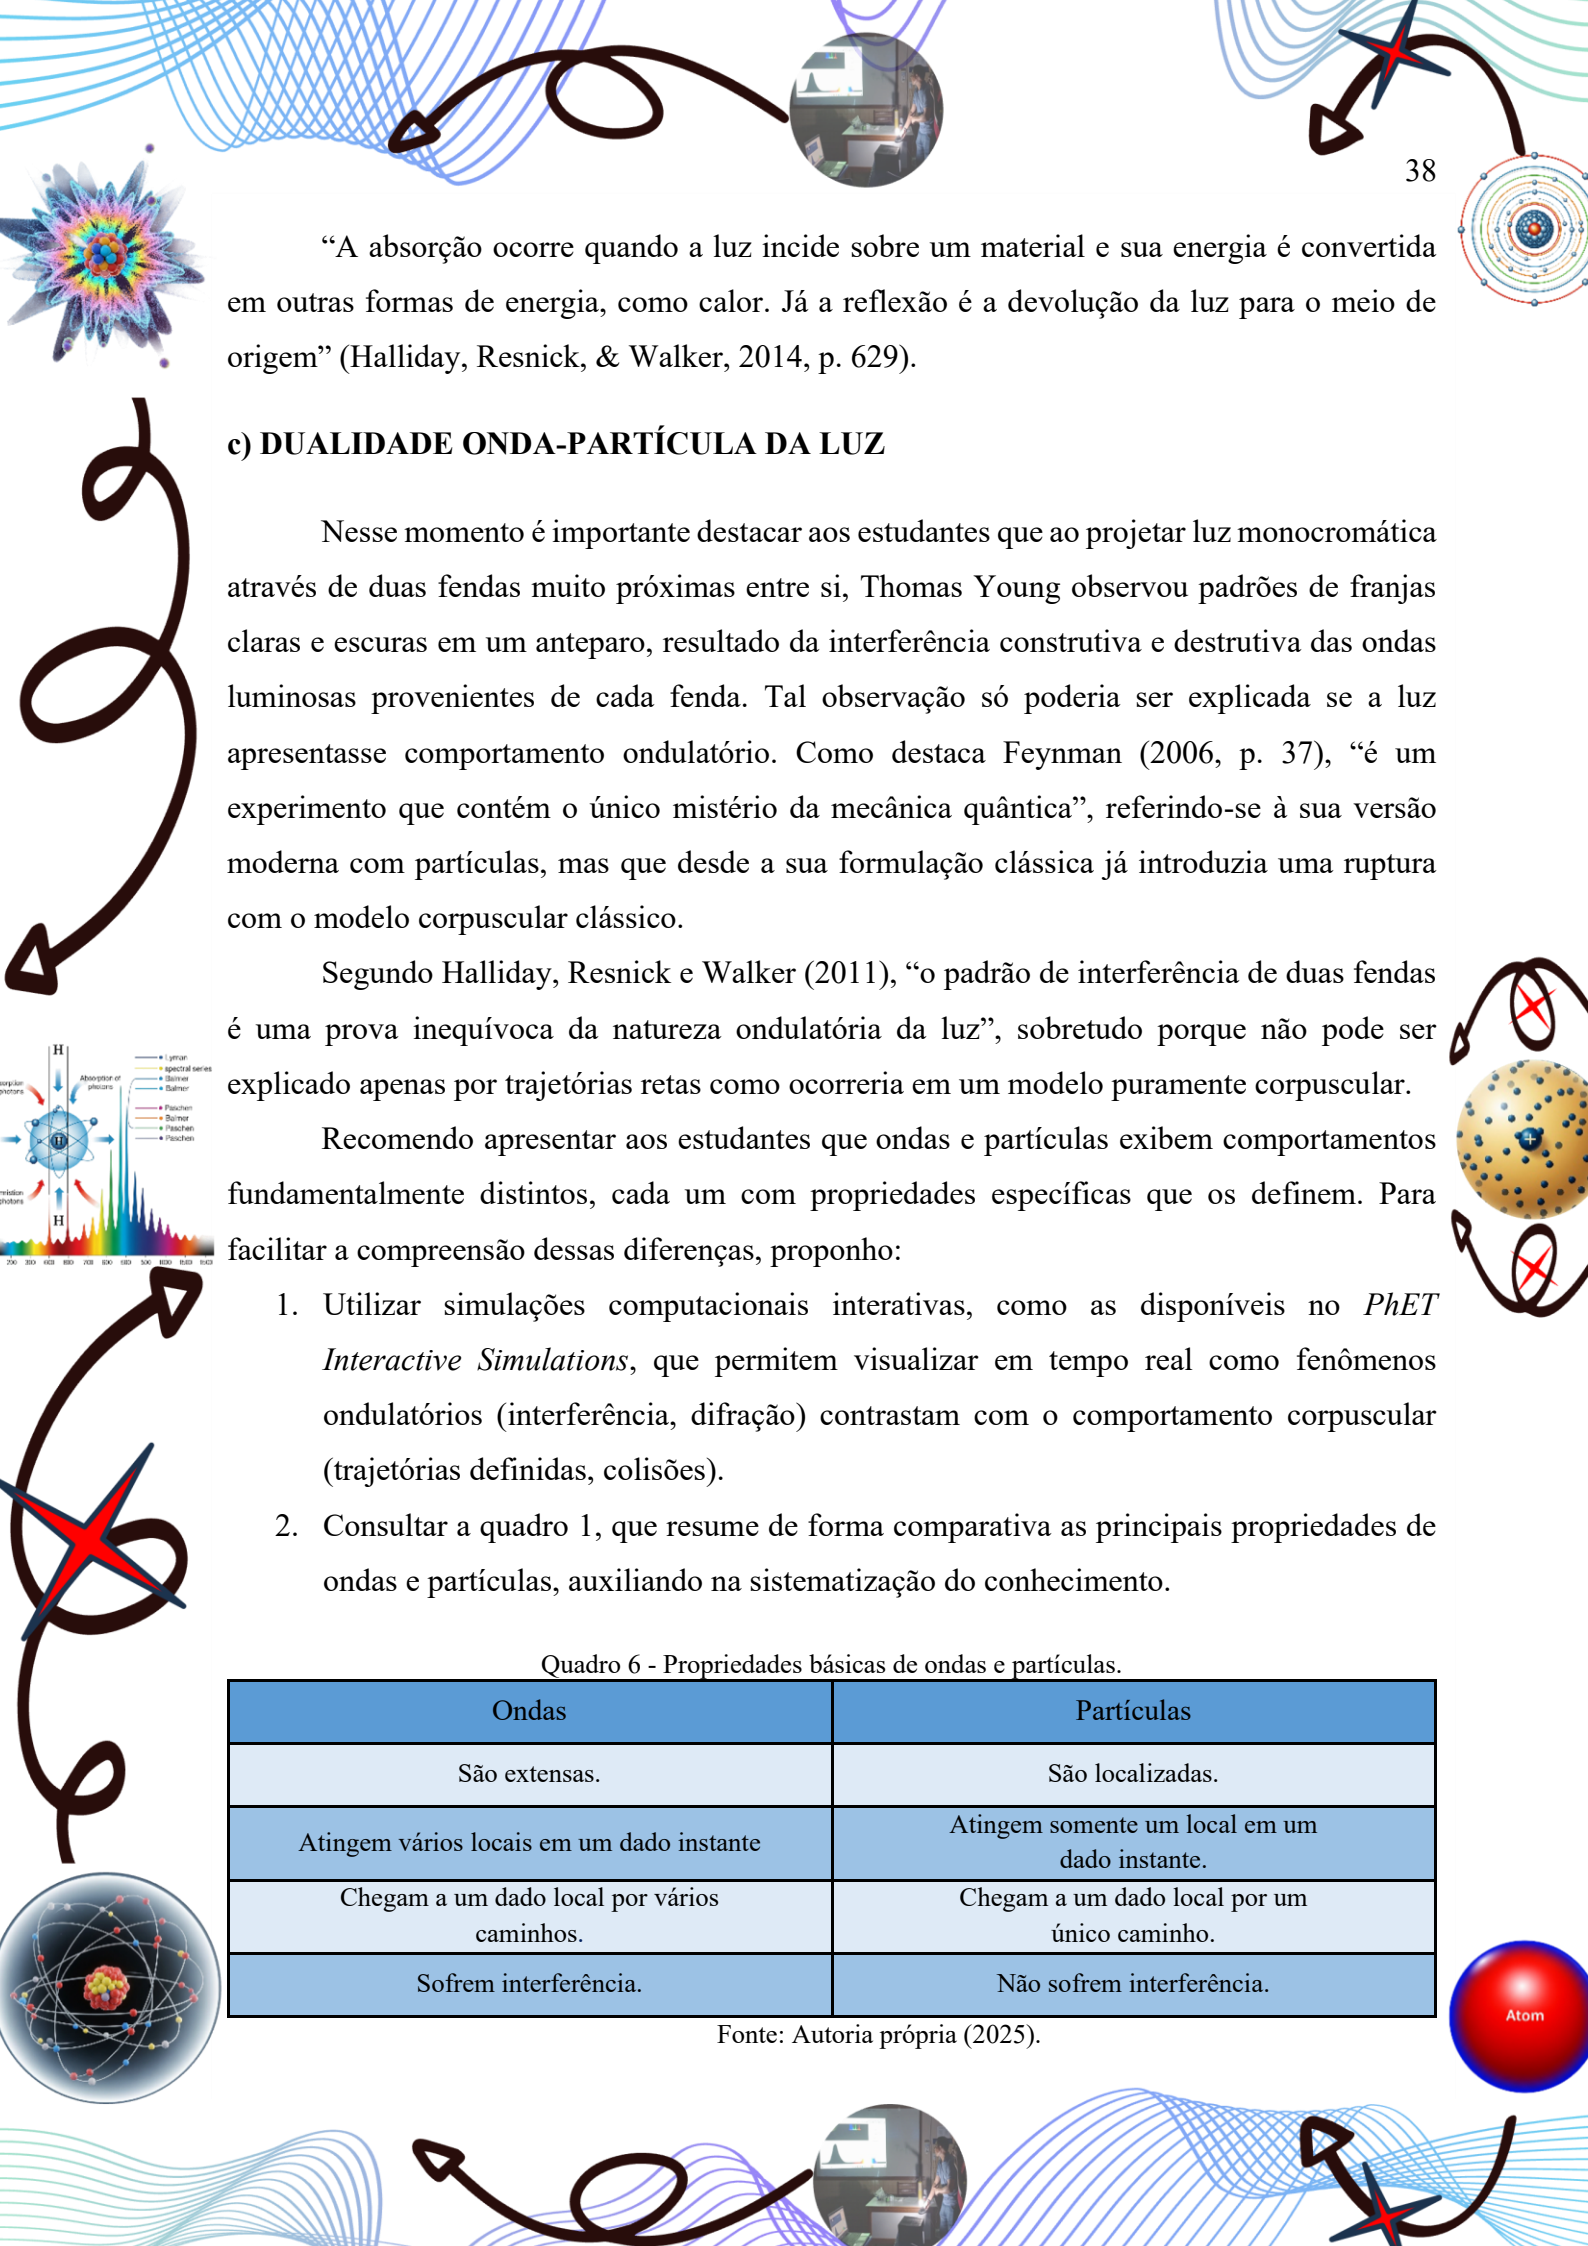 38
“A absorção ocorre quando a luz incide sobre um material e sua energia é convertida
em outras formas de energia, como calor. Já a reflexão é a devolução da luz para o meio de
origem” (Halliday, Resnick, & Walker, 2014, p. 629).
c) DUALIDADE ONDA-PARTÍCULA DA LUZ
Nesse momento é importante destacar aos estudantes que ao projetar luz monocromática
através de duas fendas muito próximas entre si, Thomas Young observou padrões de franjas
claras e escuras em um anteparo, resultado da interferência construtiva e destrutiva das ondas
luminosas provenientes de cada fenda. Tal observação só poderia ser explicada se a luz
apresentasse comportamento ondulatório. Como destaca Feynman (2006, p. 37), “é um
experimento que contém o único mistério da mecânica quântica”, referindo-se à sua versão
moderna com partículas, mas que desde a sua formulação clássica já introduzia uma ruptura
com o modelo corpuscular clássico.
Segundo Halliday, Resnick e Walker (2011), “o padrão de interferência de duas fendas
é uma prova inequívoca da natureza ondulatória da luz”, sobretudo porque não pode ser
explicado apenas por trajetórias retas como ocorreria em um modelo puramente corpuscular.
Recomendo apresentar aos estudantes que ondas e partículas exibem comportamentos
fundamentalmente distintos, cada um com propriedades específicas que os definem. Para
facilitar a compreensão dessas diferenças, proponho:
1. Utilizar simulações computacionais interativas, como as disponíveis no PhET
Interactive Simulations, que permitem visualizar em tempo real como fenômenos
ondulatórios (interferência, difração) contrastam com o comportamento corpuscular
(trajetórias definidas, colisões).
2. Consultar a quadro 1, que resume de forma comparativa as principais propriedades de
ondas e partículas, auxiliando na sistematização do conhecimento.
Quadro 6 - Propriedades básicas de ondas e partículas.
Ondas Partículas
São extensas. São localizadas.
Atingem vários locais em um dado instante
Atingem somente um local em um
dado instante.
Chegam a um dado local por vários
caminhos.
Chegam a um dado local por um
único caminho.
Sofrem interferência. Não sofrem interferência.
Fonte: Autoria própria (2025).
H
Absorption of
photons
Lyman
spectral series
Balmer
Balmer
Paschen
Balmer
Paschen
Paschen
H
photons
H
+
Atom